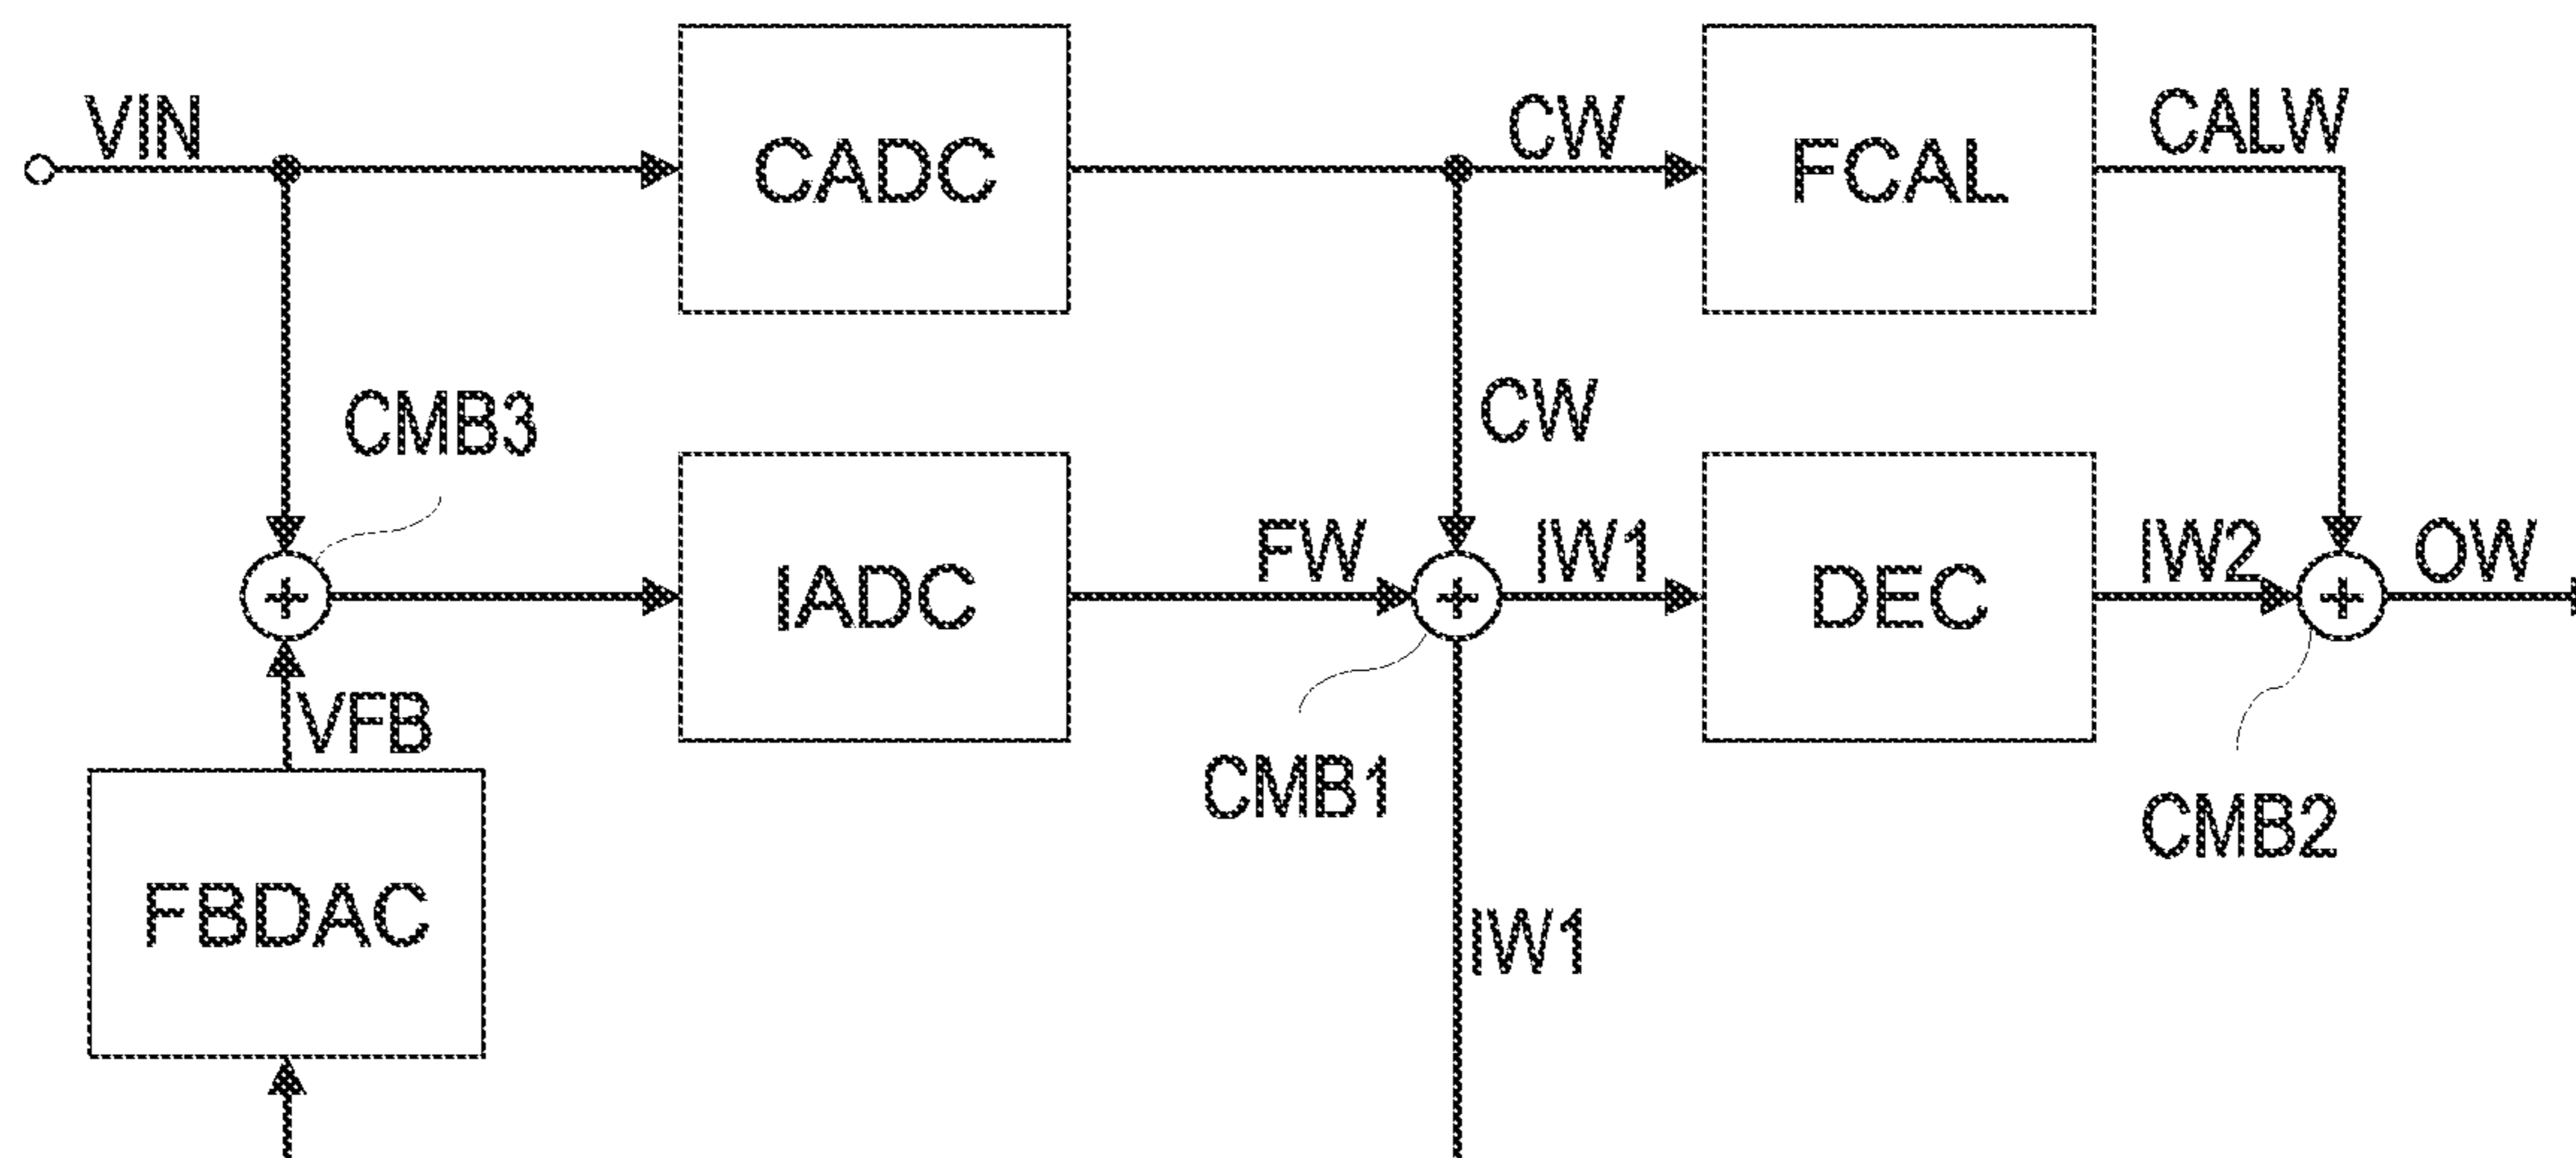 VIN
CADC
CW
FCAL
CALW
CMB3
CW
+
IADC
FW
+
IW1
DEC
IW2
+
OW
VFB
CMB1
CMB2
FBDAC
IW1